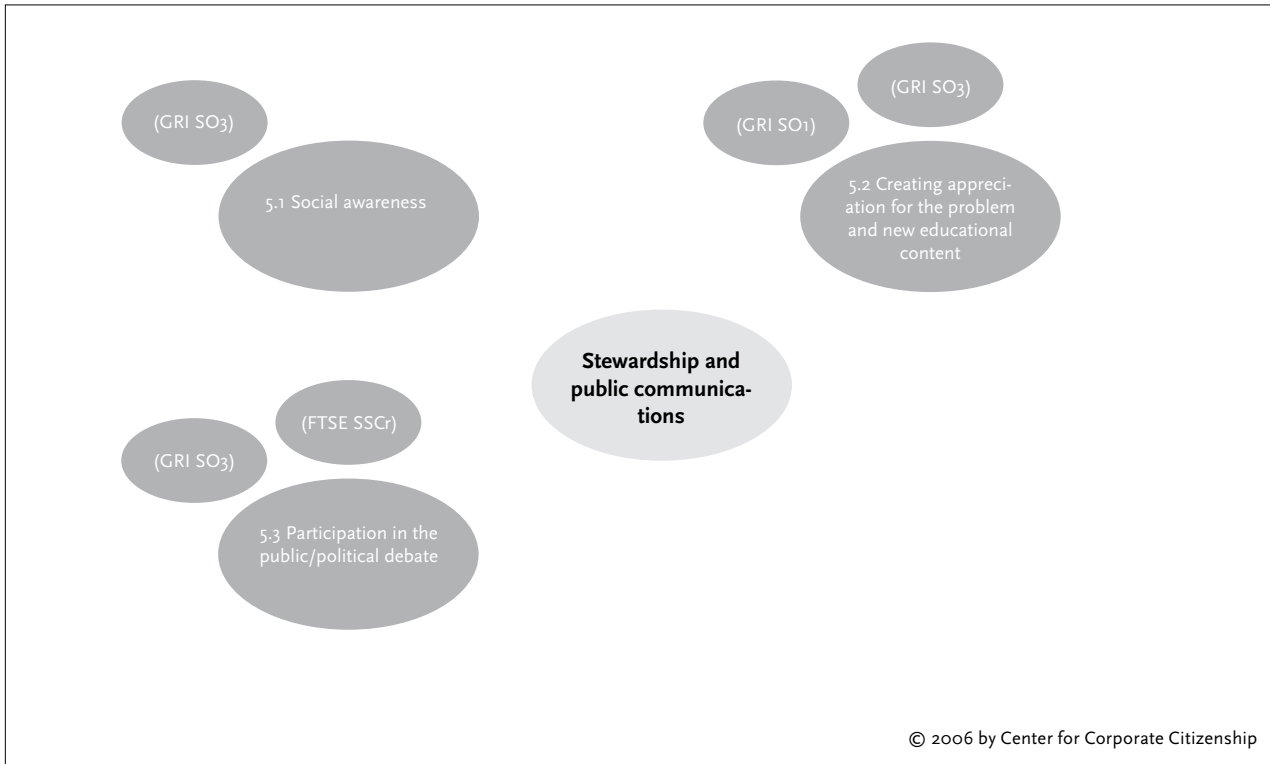 (GRI SO3)
5.1 Social awareness
(GRI SO1)
(GRI SO3)
5.2 Creating appreci-
ation for the problem
and new educational
content
Stewardship and
public communica-
tions
(GRI SO3)
(FTSE SSCr)
5.3 Participation in the
public/political debate
© 2006 by Center for Corporate Citizenship